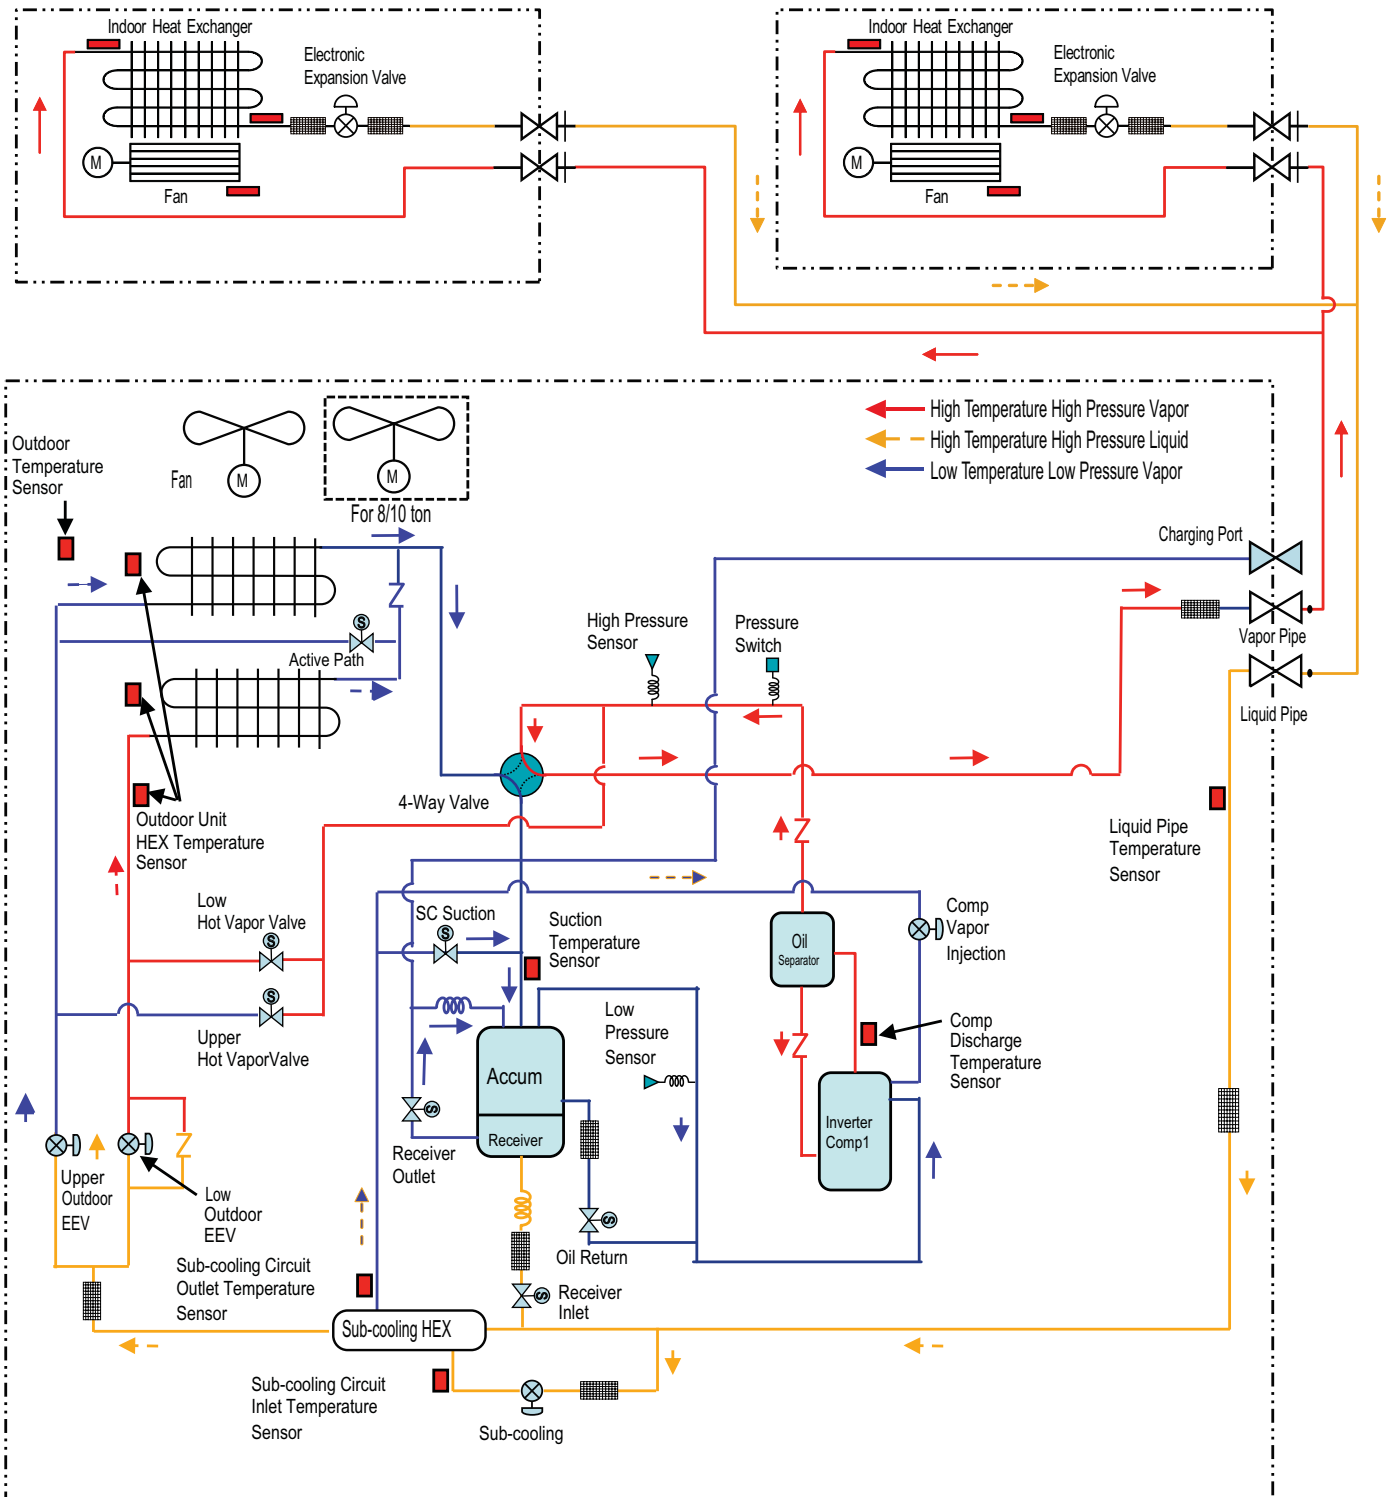 Indoor Heat Exchanger
Electronic
Expansion Valve
M
Fan
Indoor Heat Exchanger
Electronic
Expansion Valve
M
Fan
High Temperature High Pressure Vapor
High Temperature High Pressure Liquid
Low Temperature Low Pressure Vapor
Outdoor
Temperature
Sensor
Fan
M
M
For 8/10 ton
Charging Port
Vapor Pipe
Liquid Pipe
High Pressure
Sensor
Pressure
Switch
S
Active Path
4-Way Valve
Outdoor Unit
HEX Temperature
Sensor
Liquid Pipe
Temperature
Sensor
Low
Hot Vapor Valve
S
SC Suction
S
Suction
Temperature
Sensor
Oil
Separator
Comp
Vapor
Injection
S
Upper
Hot VaporValve
Low
Pressure
Sensor
Comp
Discharge
Temperature
Sensor
Accum
Receiver
S
Receiver
Outlet
Inverter
Comp1
Upper
Outdoor
EEV
Low
Outdoor
EEV
S
Oil Return
Sub-cooling Circuit
Outlet Temperature
Sensor
S
Receiver
Inlet
Sub-cooling HEX
Sub-cooling Circuit
Inlet Temperature
Sensor
Sub-cooling